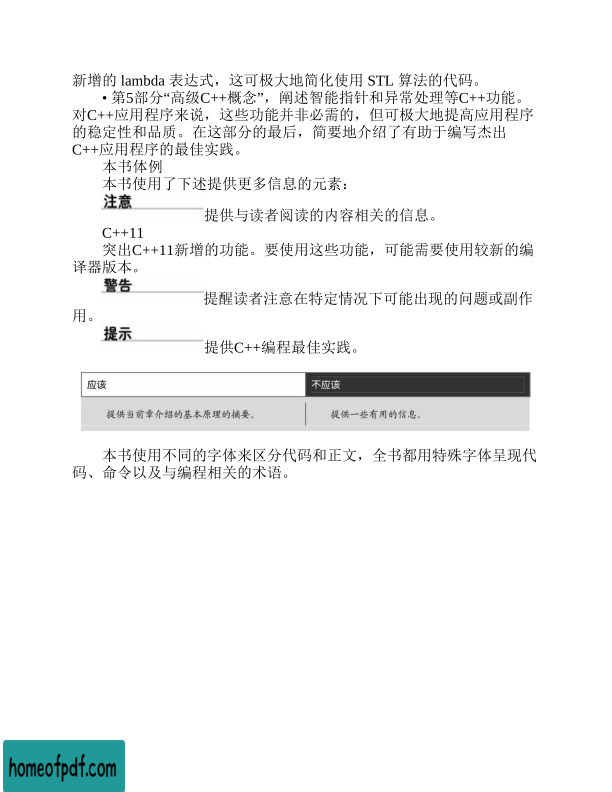 新增的 lambda 表达式，这可极大地简化使用 STL 算法的代码。
• 第5部分“高级C++概念”，阐述智能指针和异常处理等C++功能。
对C++应用程序来说，这些功能并非必需的，但可极大地提高应用程序
的稳定性和品质。在这部分的最后，简要地介绍了有助于编写杰出
C++应用程序的最佳实践。
本书体例
本书使用了下述提供更多信息的元素：
注意 提供与读者阅读的内容相关的信息。
C++11
突出C++11新增的功能。要使用这些功能，可能需要使用较新的编
译器版本。
警告 提醒读者注意在特定情况下可能出现的问题或副作
用。
提示 提供C++编程最佳实践。
应该 不应该
提供当前章介绍的基本原理的摘要。 提供一些有用的信息。
本书使用不同的字体来区分代码和正文，全书都用特殊字体呈现代
码、命令以及与编程相关的术语。
homeofpdf.com